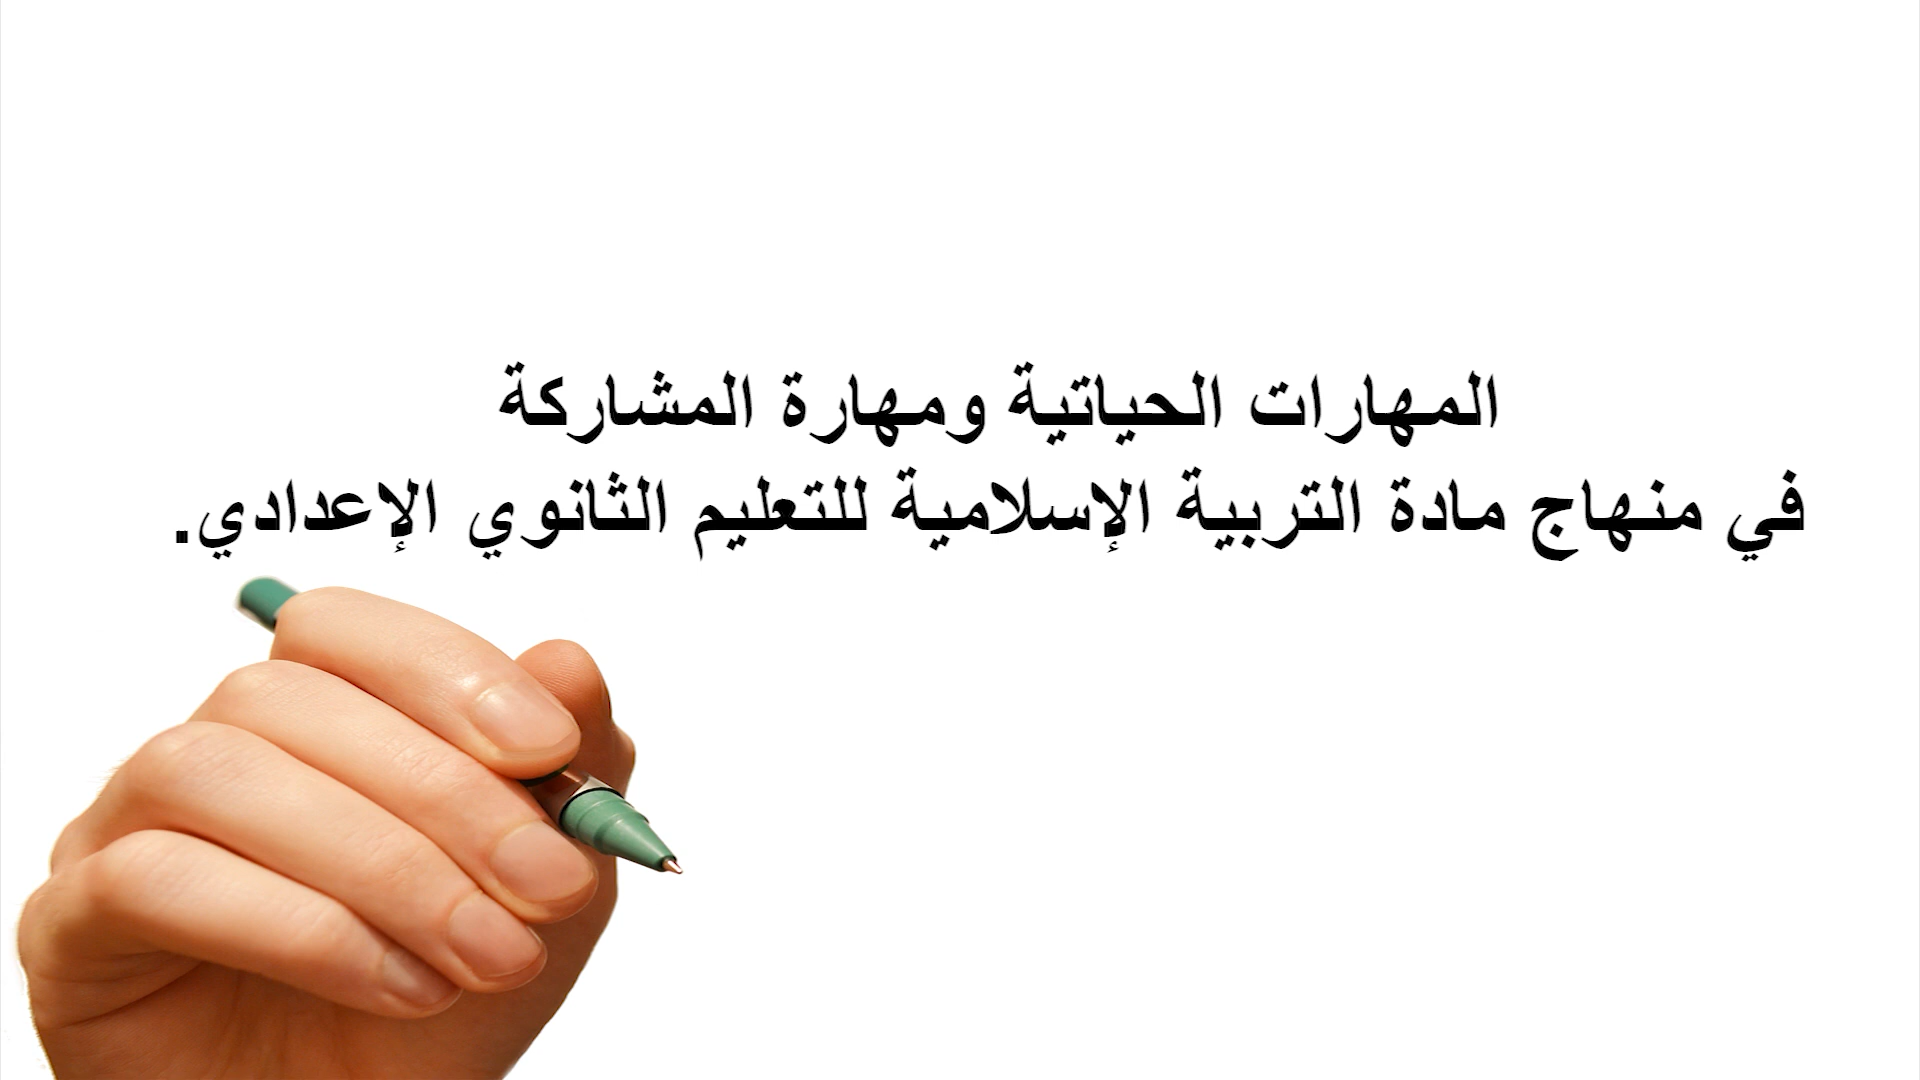 المهارات الحياتية ومهارة المشاركة
في منهاج مادة التربية الإسلامية للتعليم الثانوي الإعدادي.